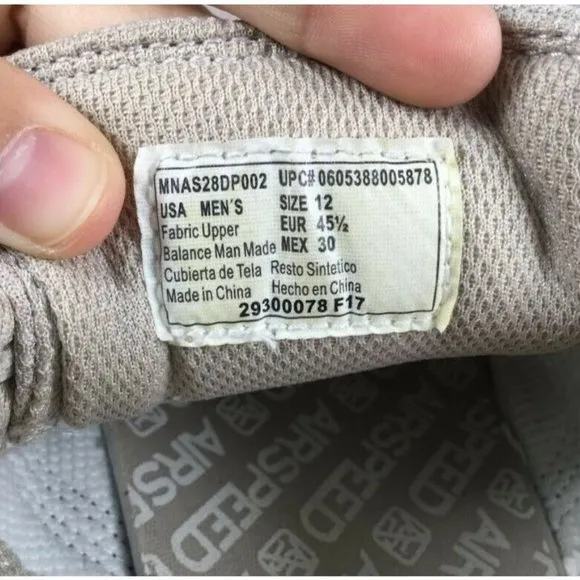 MNAS28DP002 UPC# 0605388005878
USA MEN'S SIZE 12
Fabric Upper EUR 45½
Balance Man Made MEX 30
Cubierta de Tela Resto Sintetico
Made in China Hecho en China
29300078 F17
AIRSPEED
AIRSPEED
AIRSPEED